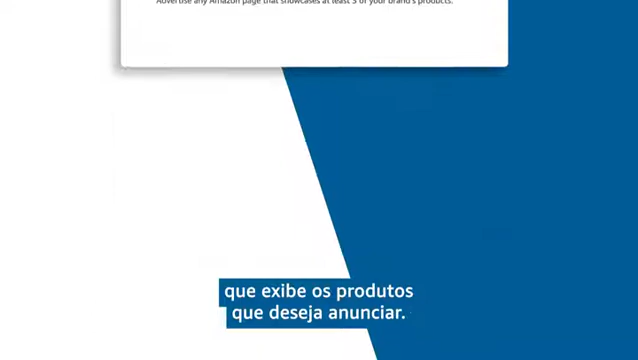 Advertise any Amazon page that showcases at least 3 of your brand's products.
que exibe os produtos
que deseja anunciar.